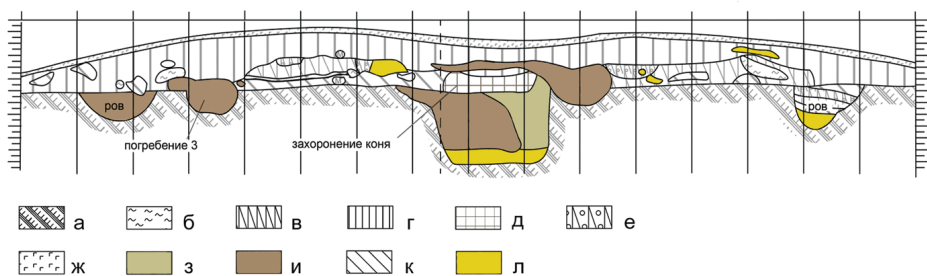 ров
погребение 3
захоронение коня
ров
а б в г д е
ж з и к л